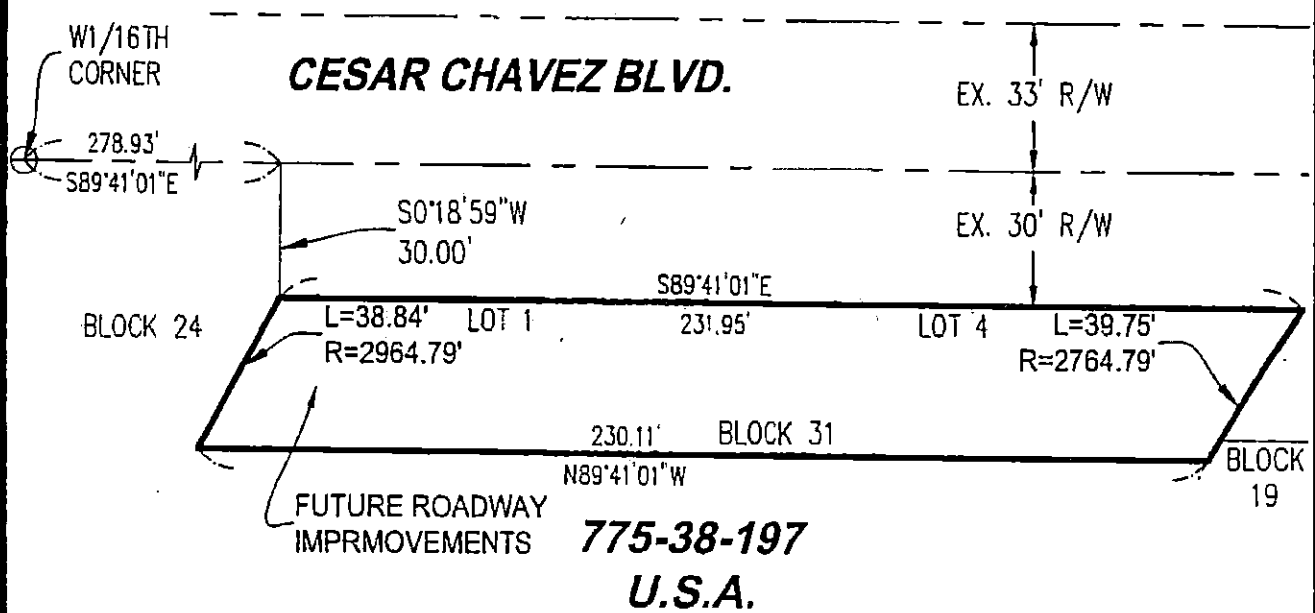 W1/16TH
CORNER
CESAR CHAVEZ BLVD.
EX. 33' R/W
278.93'
S89°41'01"E
S0°18'59"W
30.00'
EX. 30' R/W
S89°41'01"E
BLOCK 24
L=38.84'
R=2964.79'
LOT 1
231.95'
LOT 4
L=39.75'
R=2764.79'
230.11'
BLOCK 31
N89°41'01"W
BLOCK
19
FUTURE ROADWAY
IMPRMOVEMENTS
775-38-197
U.S.A.